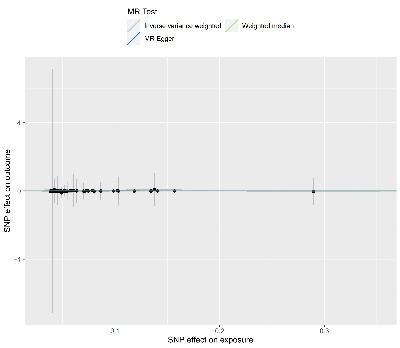 MR Test
Inverse variance weighted
Weighted median
MR Egger
SNP effect on outcome
4
0
-4
0.1
0.2
0.3
SNP effect on exposure